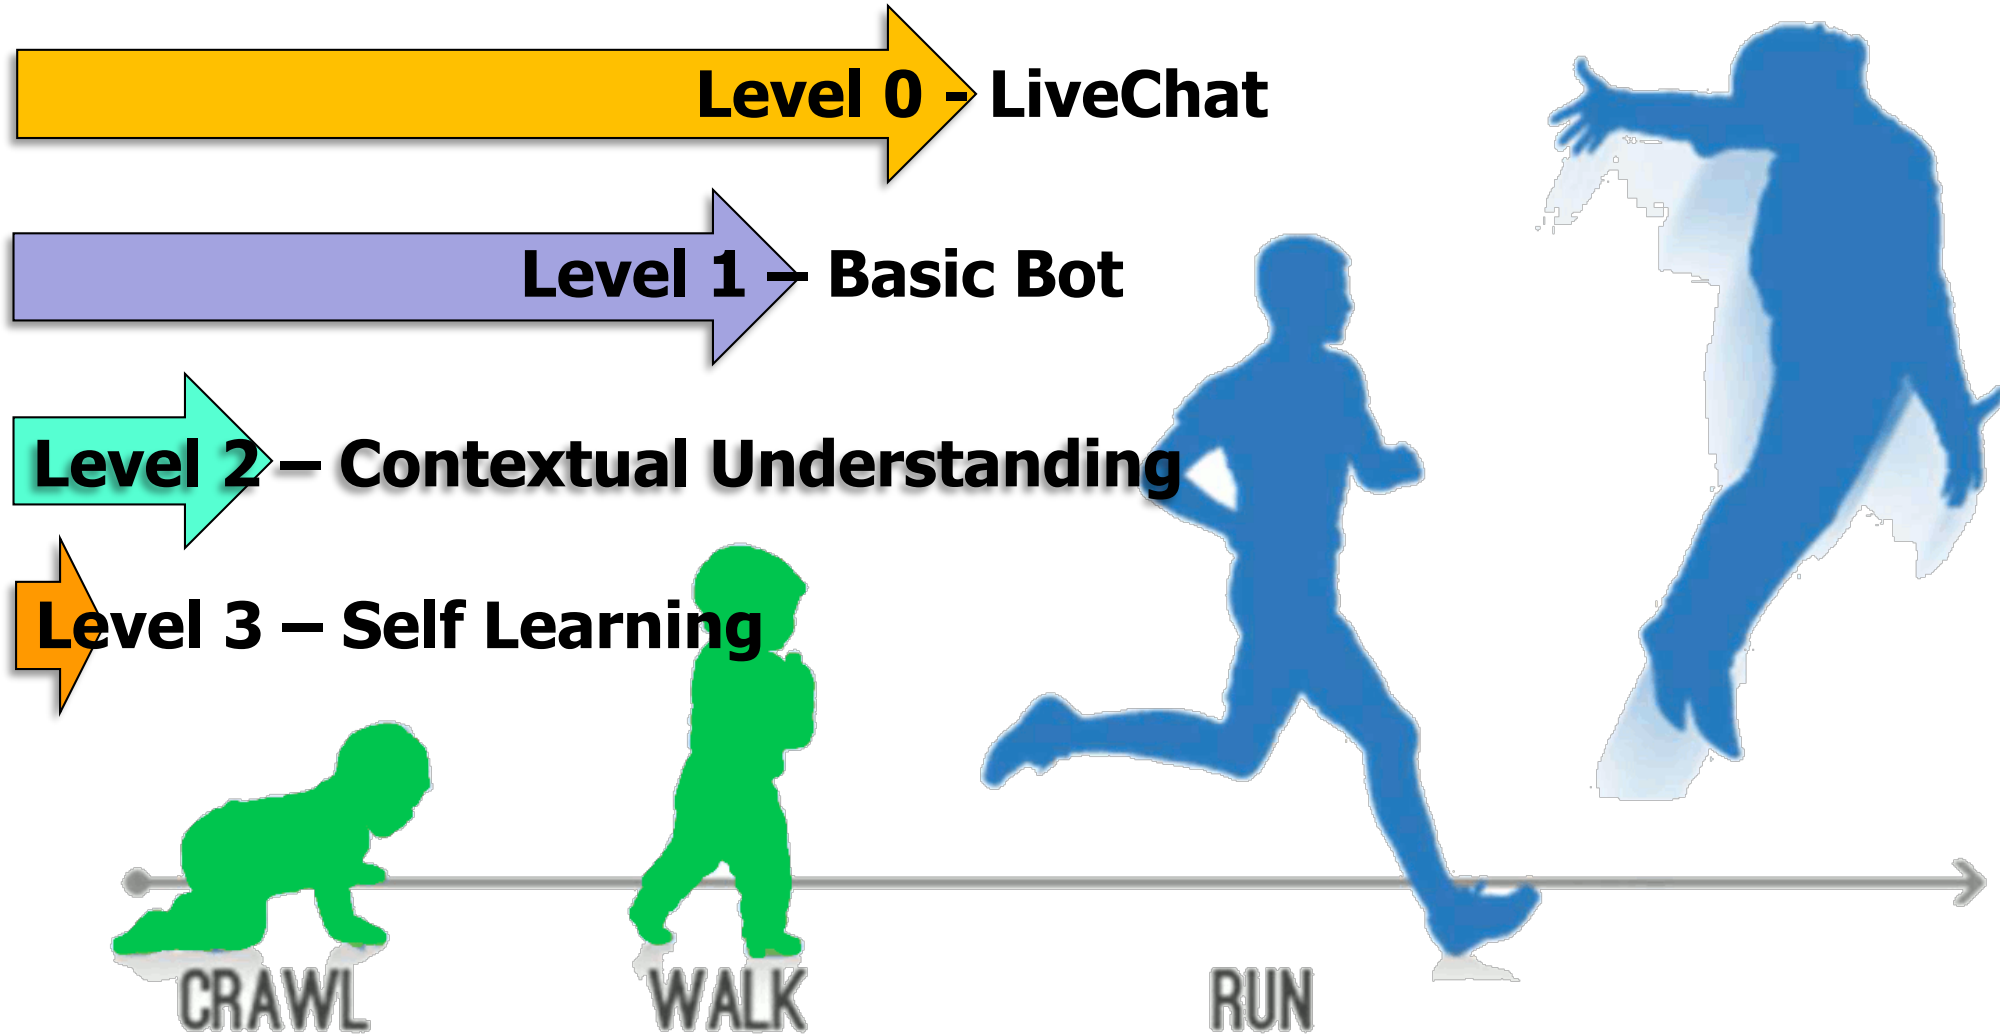 Level 0 - LiveChat
Level 1 – Basic Bot
Level 2 – Contextual Understanding
Level 3 – Self Learning
CRAWL WALK RUN